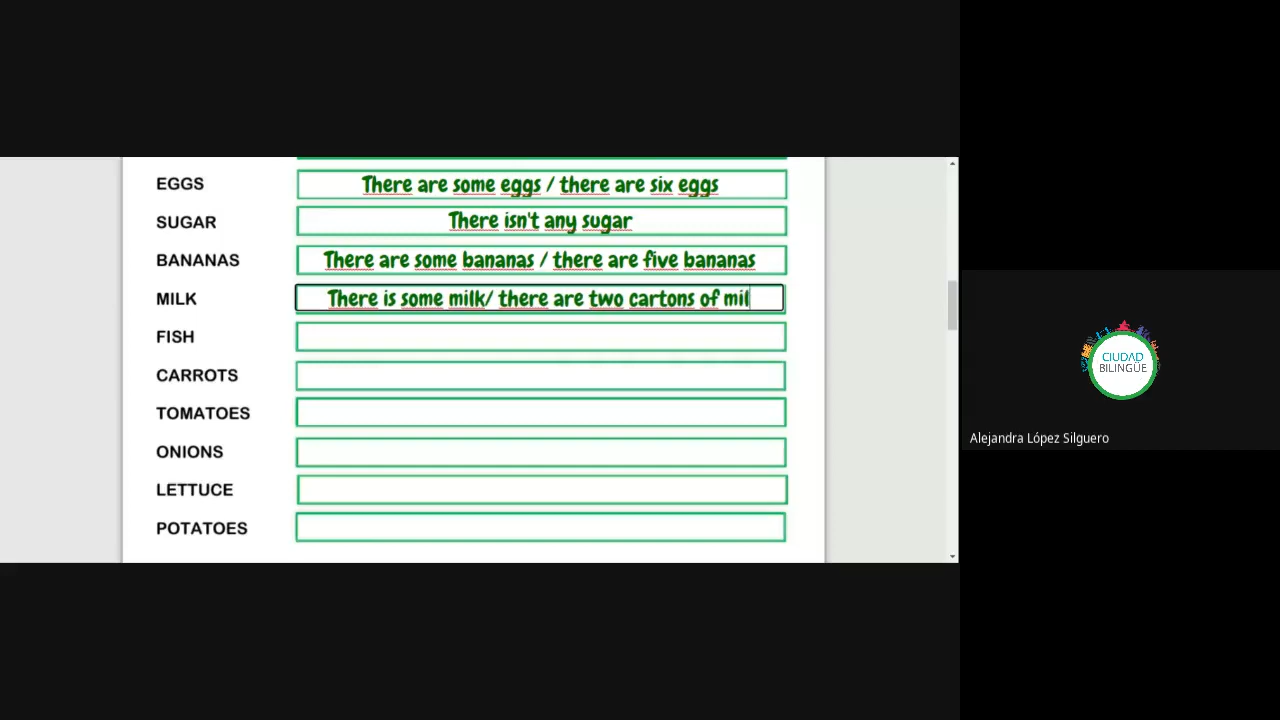 EGGS There are some eggs / there are six eggs
SUGAR There isn't any sugar
BANANAS There are some bananas / there are five bananas
MILK There is some milk/ there are two cartons of mil
FISH
CARROTS
TOMATOES
ONIONS
LETTUCE
POTATOES
CIUDAD
BILINGÜE
Alejandra López Silguero